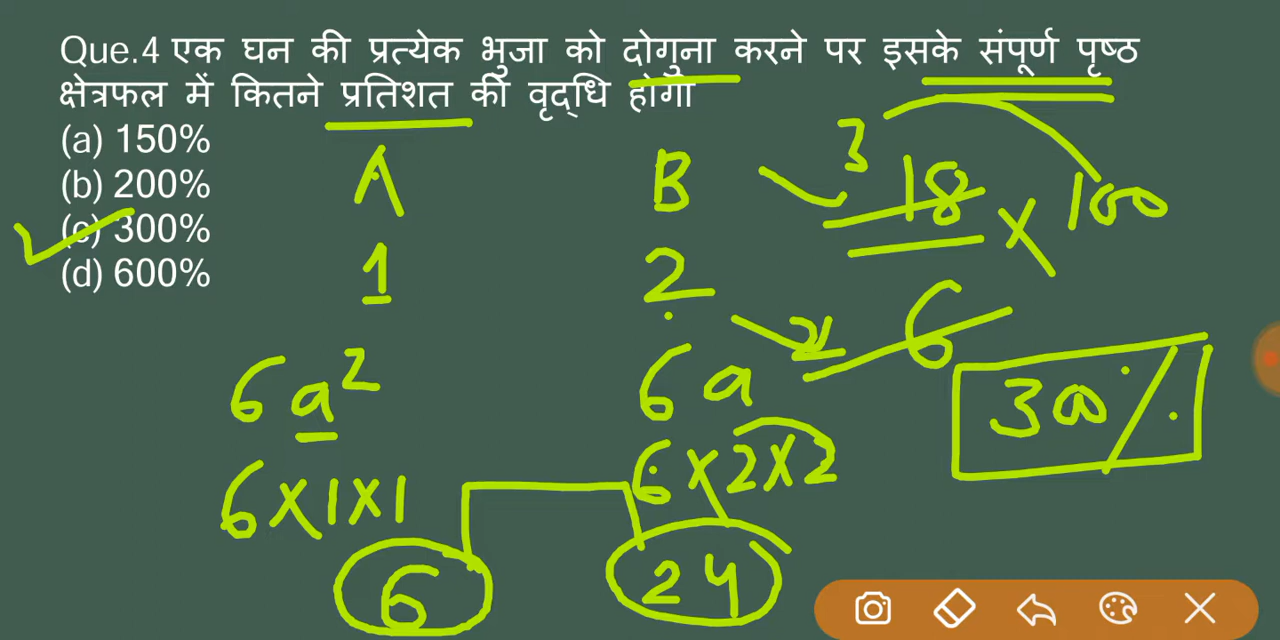 Que.4 एक घन की प्रत्येक भुजा को दोगुना करने पर इसके संपूर्ण पृष्ठ
क्षेत्रफल में कितने प्रतिशत की वृद्धि होगा
(a) 150%
(b) 200%
(c) 300%
(d) 600%
A B
1 2
6a² 6a²
6×1×1 6×2×2
6 24
3
18 × 100
6
300%